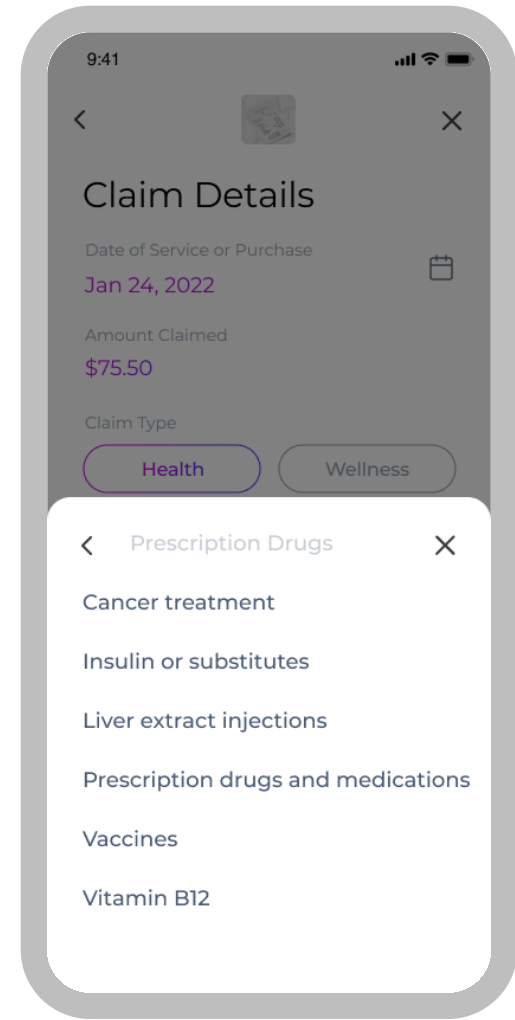 9:41
Claim Details
Date of Service or Purchase
Jan 24, 2022
Amount Claimed
$75.50
Claim Type
Health Wellness
Prescription Drugs
Cancer treatment
Insulin or substitutes
Liver extract injections
Prescription drugs and medications
Vaccines
Vitamin B12